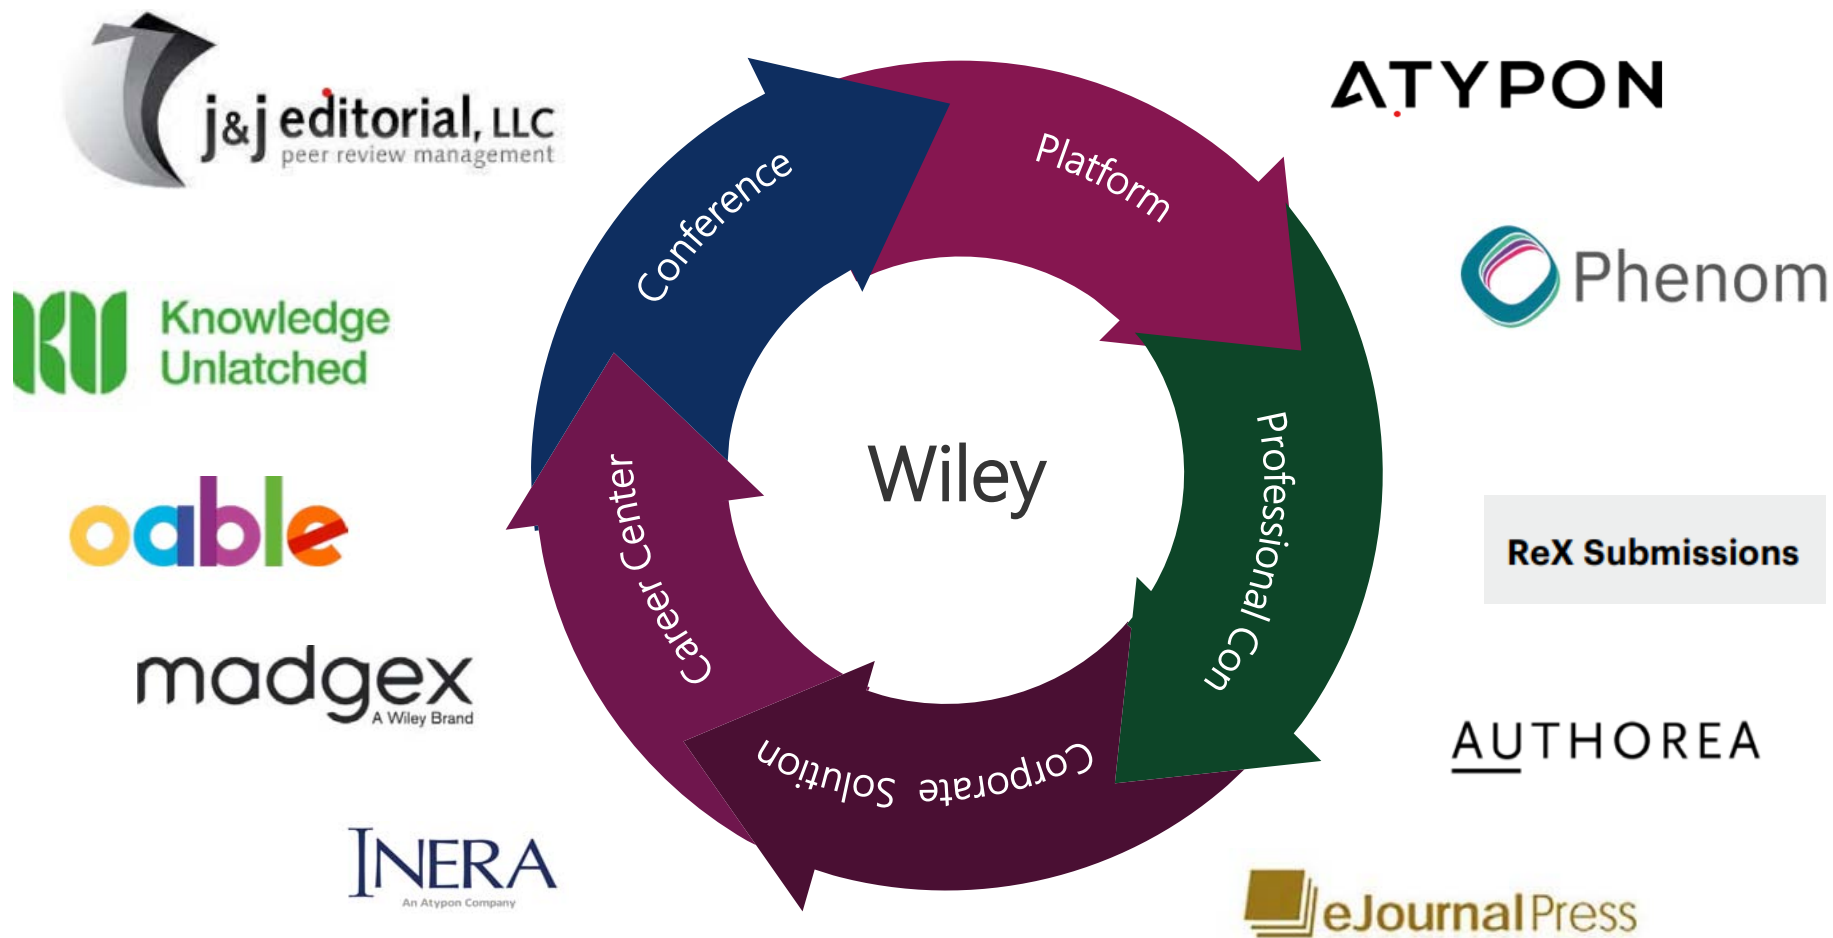 j&j editorial, LLC
peer review management
Knowledge
Unlatched
oable
madgex
A Wiley Brand
INERA
An Atypon Company
Conference
Platform
Professional Con
Corporate Solution
Career Center
Wiley
ATYPON
Phenom
ReX Submissions
AUTHOREA
eJournalPress